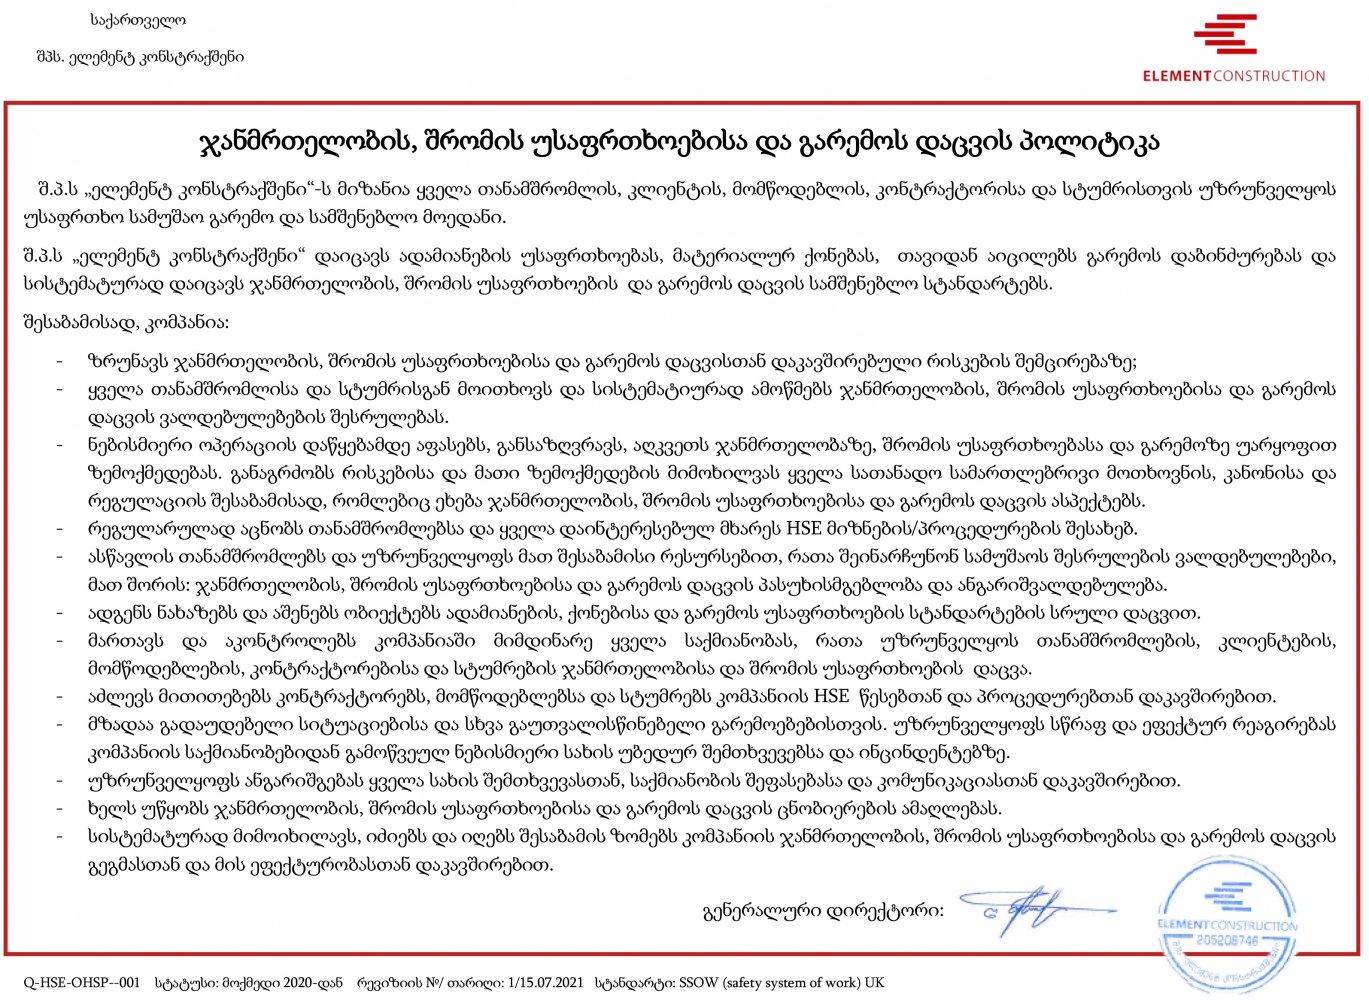 საქართველო
შპს. ელემენტ კონსტრაქშენი
ELEMENTCONSTRUCTION
ჯანმრთელობის, შრომის უსაფრთხოებისა და გარემოს დაცვის პოლიტიკა
შ.პ.ს „ელემენტ კონსტრაქშენი“-ს მიზანია ყველა თანამშრომლის, კლიენტის, მომწოდებლის, კონტრაქტორისა და სტუმრისთვის უზრუნველყოს
უსაფრთხო სამუშაო გარემო და სამშენებლო მოედანი.
შ.პ.ს „ელემენტ კონსტრაქშენი“ დაიცავს ადამიანების უსაფრთხოებას, მატერიალურ ქონებას, თავიდან აიცილებს გარემოს დაბინძურებას და
სისტემატურად დაიცავს ჯანმრთელობის, შრომის უსაფრთხოების და გარემოს დაცვის სამშენებლო სტანდარტებს.
შესაბამისად, კომპანია:
- ზრუნავს ჯანმრთელობის, შრომის უსაფრთხოებისა და გარემოს დაცვისთან დაკავშირებული რისკების შემცირებაზე;
- ყველა თანამშრომლისა და სტუმრისგან მოითხოვს და სისტემატიურად ამოწმებს ჯანმრთელობის, შრომის უსაფრთხოებისა და გარემოს
დაცვის ვალდებულებების შესრულებას.
- ნებისმიერი ოპერაციის დაწყებამდე აფასებს, განსაზღვრავს, აღკვეთს ჯანმრთელობაზე, შრომის უსაფრთხოებასა და გარემოზე უარყოფით
ზემოქმედებას. განაგრძობს რისკებისა და მათი ზემოქმედების მიმოხილვას ყველა სათანადო სამართლებრივი მოთხოვნის, კანონისა და
რეგულაციის შესაბამისად, რომლებიც ეხება ჯანმრთელობის, შრომის უსაფრთხოებისა და გარემოს დაცვის ასპექტებს.
- რეგულარულად აცნობს თანამშრომლებსა და ყველა დაინტერესებულ მხარეს HSE მიზნების/პროცედურების შესახებ.
- ასწავლის თანამშრომლებს და უზრუნველყოფს მათ შესაბამისი რესურსებით, რათა შეინარჩუნონ სამუშაოს შესრულების ვალდებულებები,
მათ შორის: ჯანმრთელობის, შრომის უსაფრთხოებისა და გარემოს დაცვის პასუხისმგებლობა და ანგარიშვალდებულება.
- ადგენს ნახაზებს და აშენებს ობიექტებს ადამიანების, ქონებისა და გარემოს უსაფრთხოების სტანდარტების სრული დაცვით.
- მართავს და აკონტროლებს კომპანიაში მიმდინარე ყველა საქმიანობას, რათა უზრუნველყოს თანამშრომლების, კლიენტების,
მომწოდებლების, კონტრაქტორებისა და სტუმრების ჯანმრთელობისა და შრომის უსაფრთხოების დაცვა.
- აძლევს მითითებებს კონტრაქტორებს, მომწოდებლებსა და სტუმრებს კომპანიის HSE წესებთან და პროცედურებთან დაკავშირებით.
- მზადაა გადაუდებელი სიტუაციებისა და სხვა გაუთვალისწინებელი გარემოებებისთვის. უზრუნველყოფს სწრაფ და ეფექტურ რეაგირებას
კომპანიის საქმიანობებიდან გამოწვეულ ნებისმიერი სახის უბედურ შემთხვევებსა და ინცინდენტებზე.
- უზრუნველყოფს ანგარიშგებას ყველა სახის შემთხვევასთან, საქმიანობის შეფასებასა და კომუნიკაციასთან დაკავშირებით.
- ხელს უწყობს ჯანმრთელობის, შრომის უსაფრთხოებისა და გარემოს დაცვის ცნობიერების ამაღლებას.
- სისტემატურად მიმოიხილავს, იძიებს და იღებს შესაბამის ზომებს კომპანიის ჯანმრთელობის, შრომის უსაფრთხოებისა და გარემოს დაცვის
გეგმასთან და მის ეფექტურობასთან დაკავშირებით.
გენერალური დირექტორი:
ELEMENTCONSTRUCTION
205208746
შპს "ელემენტ კონსტრაქშენი"
Q-HSE-OHSP--001 სტატუსი: მოქმედი 2020-დან რევიზიის №/ თარიღი: 1/15.07.2021 სტანდარტი: SSOW (safety system of work) UK